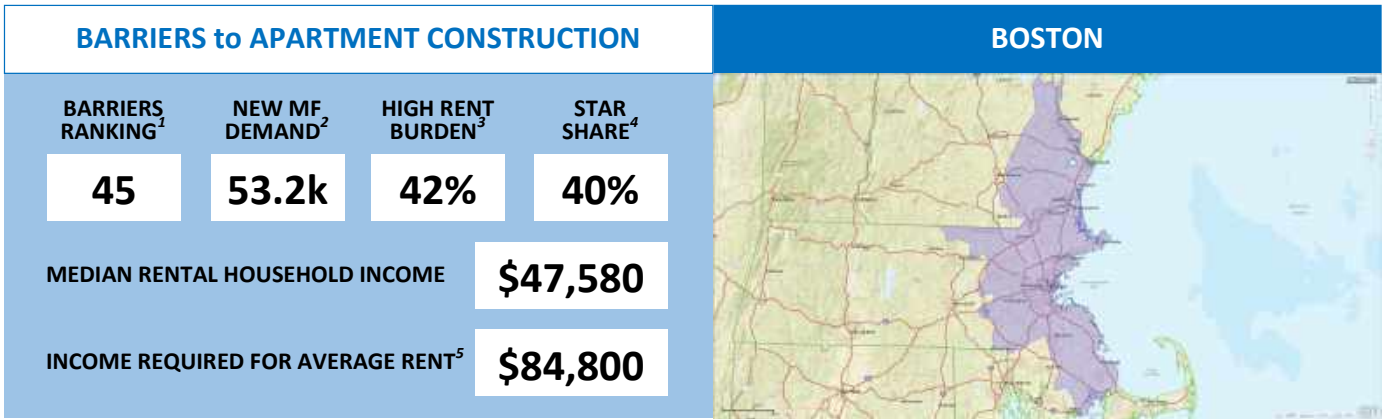 BARRIERS to APARTMENT CONSTRUCTION
BOSTON
BARRIERS RANKING1
NEW MF DEMAND2
HIGH RENT BURDEN3
STAR SHARE4
45
53.2k
42%
40%
MEDIAN RENTAL HOUSEHOLD INCOME
$47,580
INCOME REQUIRED FOR AVERAGE RENT5
$84,800